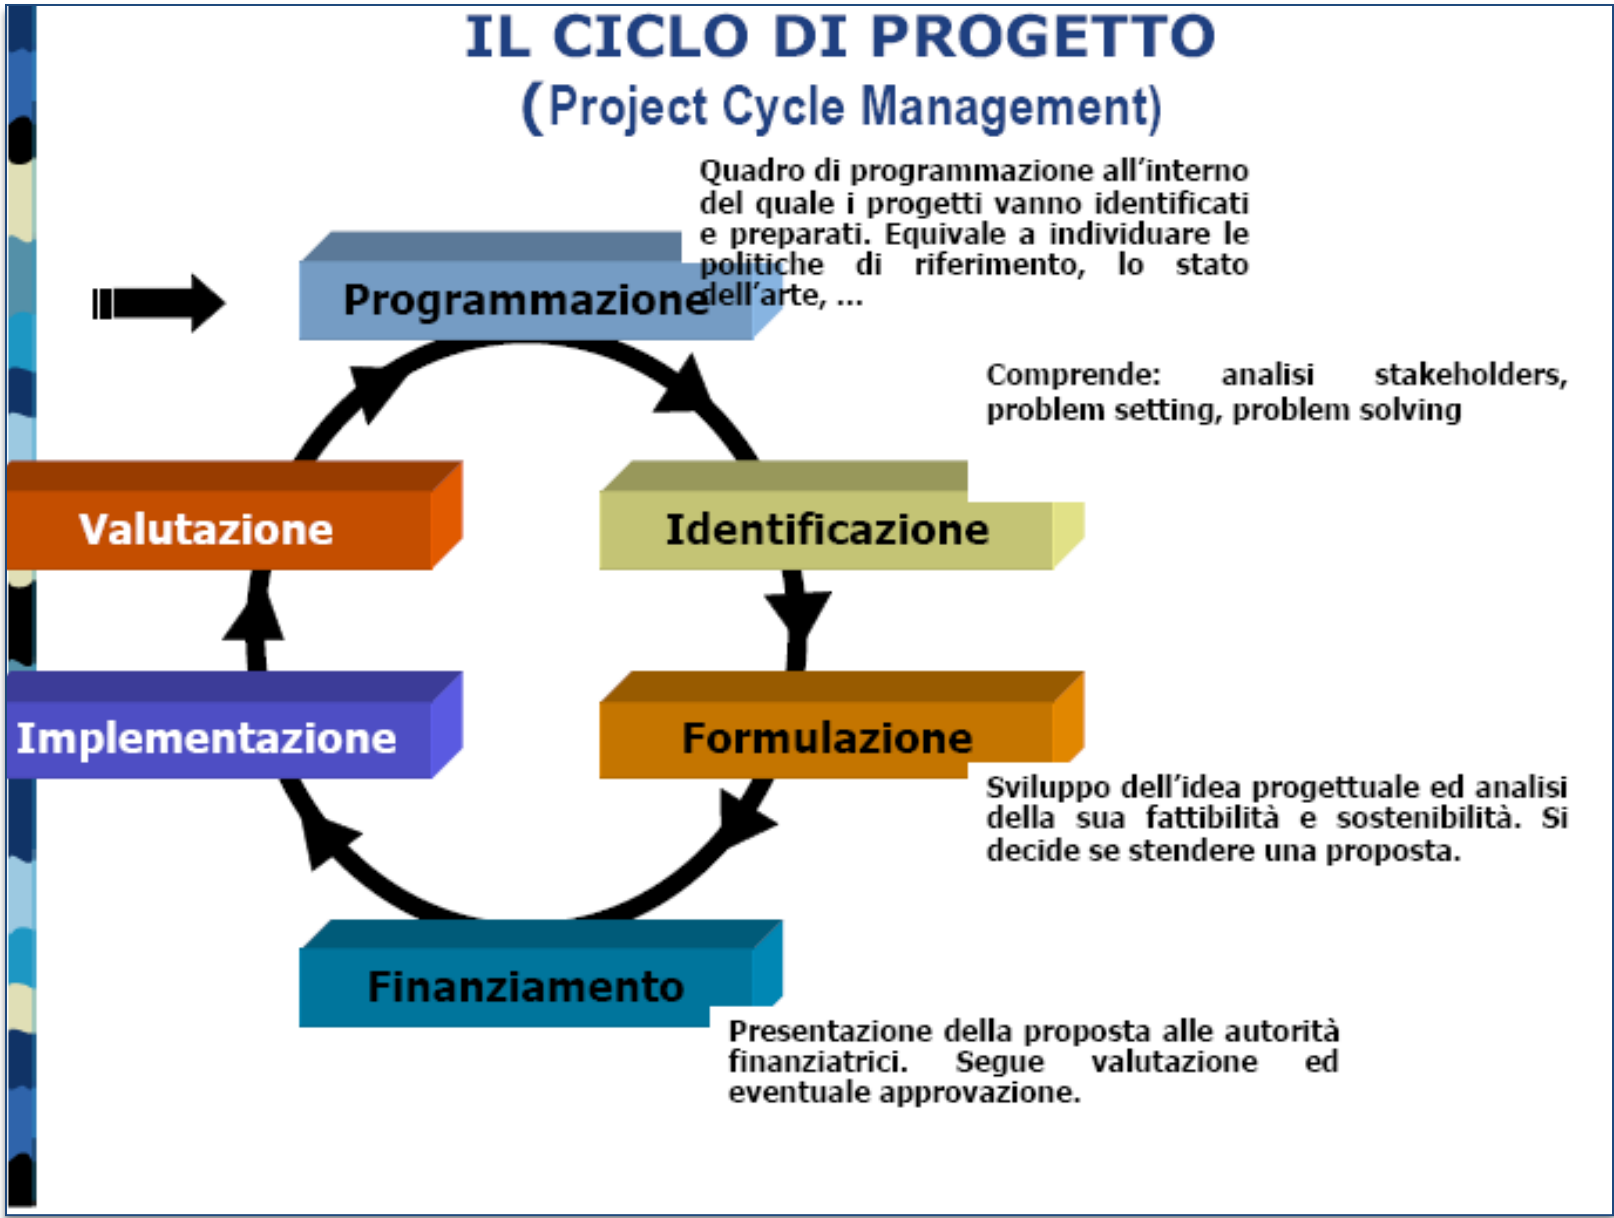 IL CICLO DI PROGETTO
(Project Cycle Management)
Quadro di programmazione all’interno
del quale i progetti vanno identificati
e preparati. Equivale a individuare le
politiche di riferimento, lo stato
dell’arte, ...
Programmazione
Comprende: analisi stakeholders,
problem setting, problem solving
Valutazione
Identificazione
Implementazione
Formulazione
Sviluppo dell’idea progettuale ed analisi
della sua fattibilità e sostenibilità. Si
decide se stendere una proposta.
Finanziamento
Presentazione della proposta alle autorità
finanziatrici. Segue valutazione ed
eventuale approvazione.